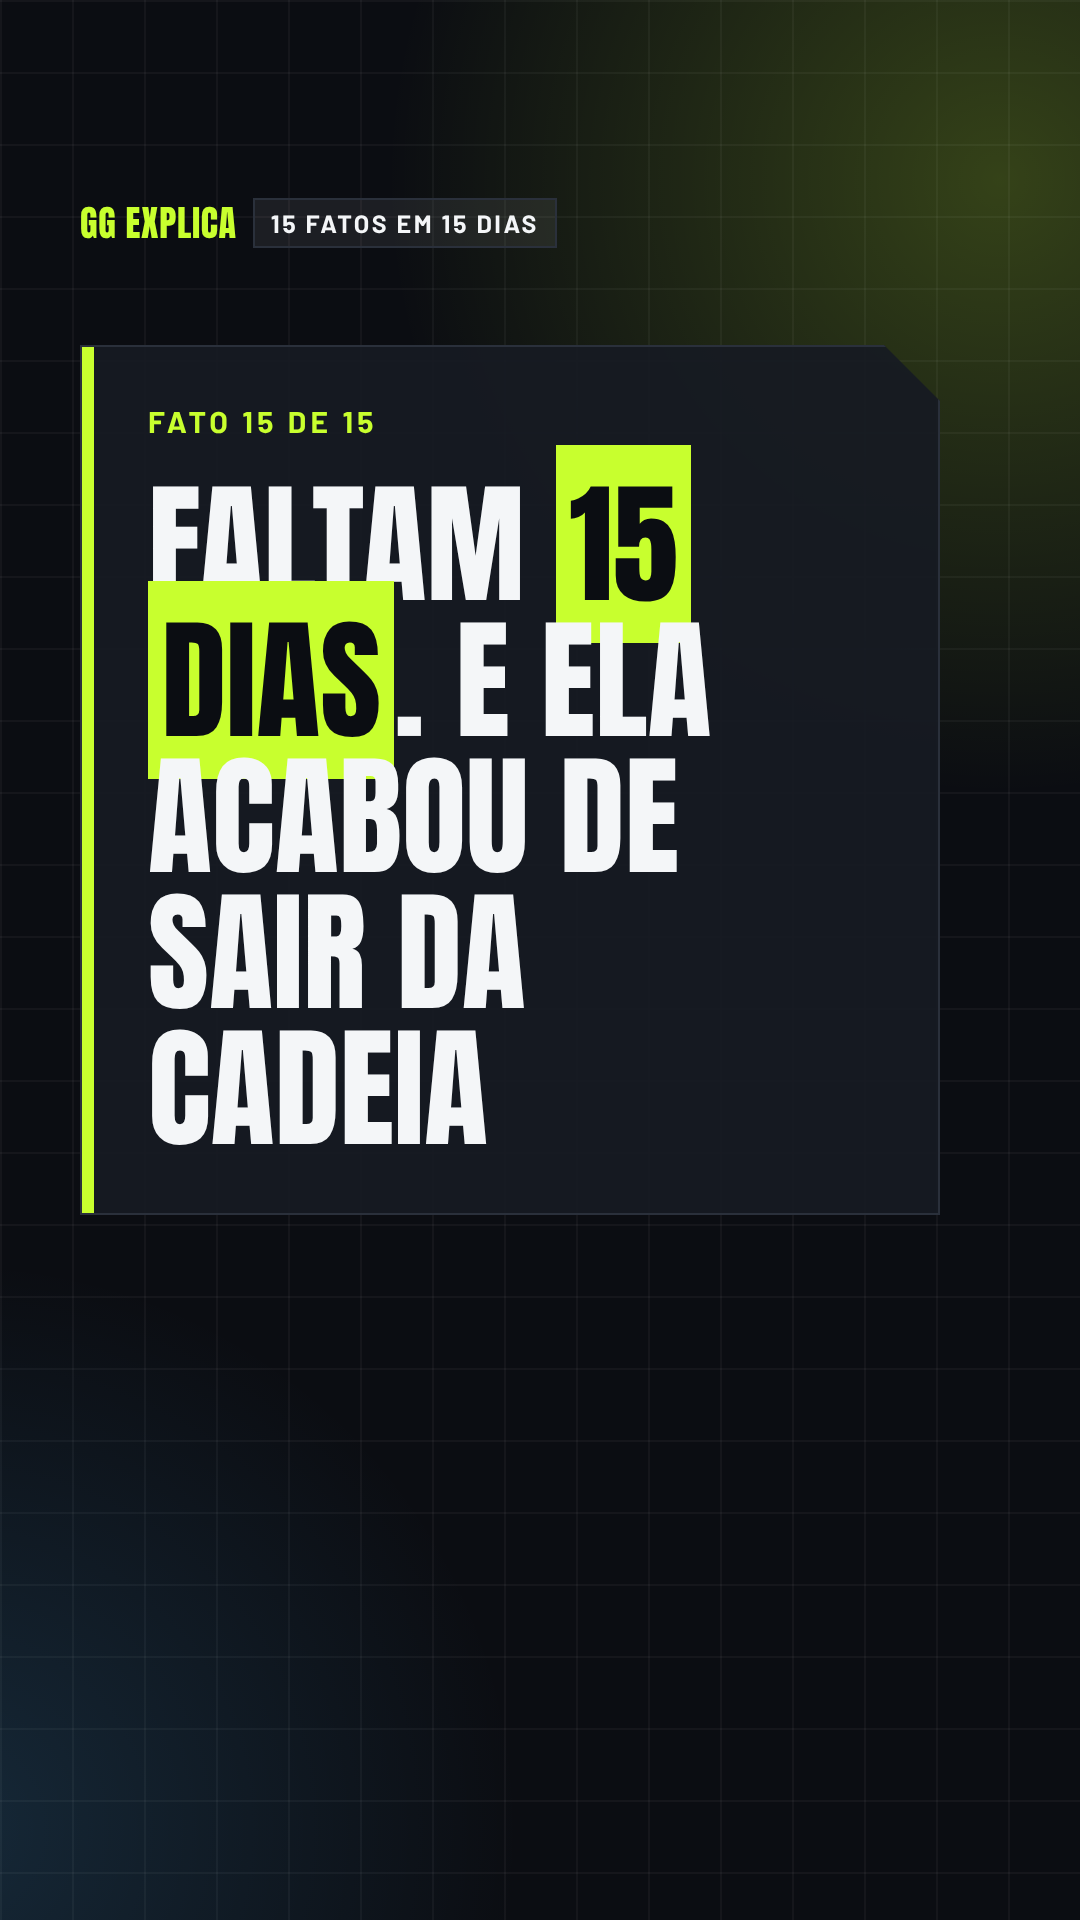 GG EXPLICA
15 FATOS EM 15 DIAS
FATO 15 DE 15
FALTAM 15
DIAS. E ELA
ACABOU DE
SAIR DA
CADEIA